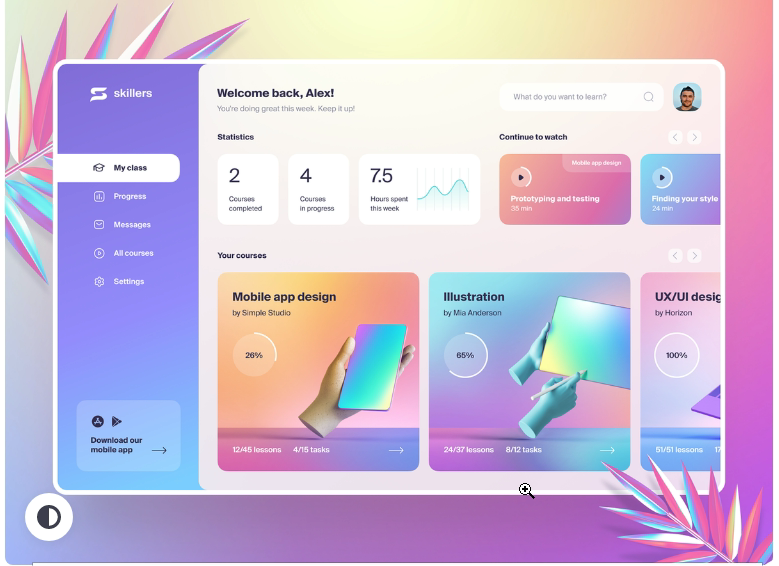 skillers
My class
Progress
Messages
All courses
Settings
Download our
mobile app
Welcome back, Alex!
You're doing great this week. Keep it up!
What do you want to learn?
Statistics
2
Courses
completed
4
Courses
in progress
7.5
Hours spent
this week
Continue to watch
Mobile app design
Prototyping and testing
35 min
Finding your style
24 min
Your courses
Mobile app design
by Simple Studio
26%
12/45 lessons 4/15 tasks
Illustration
by Mia Anderson
65%
24/37 lessons 8/12 tasks
UX/UI desig
by Horizon
100%
51/51 lessons